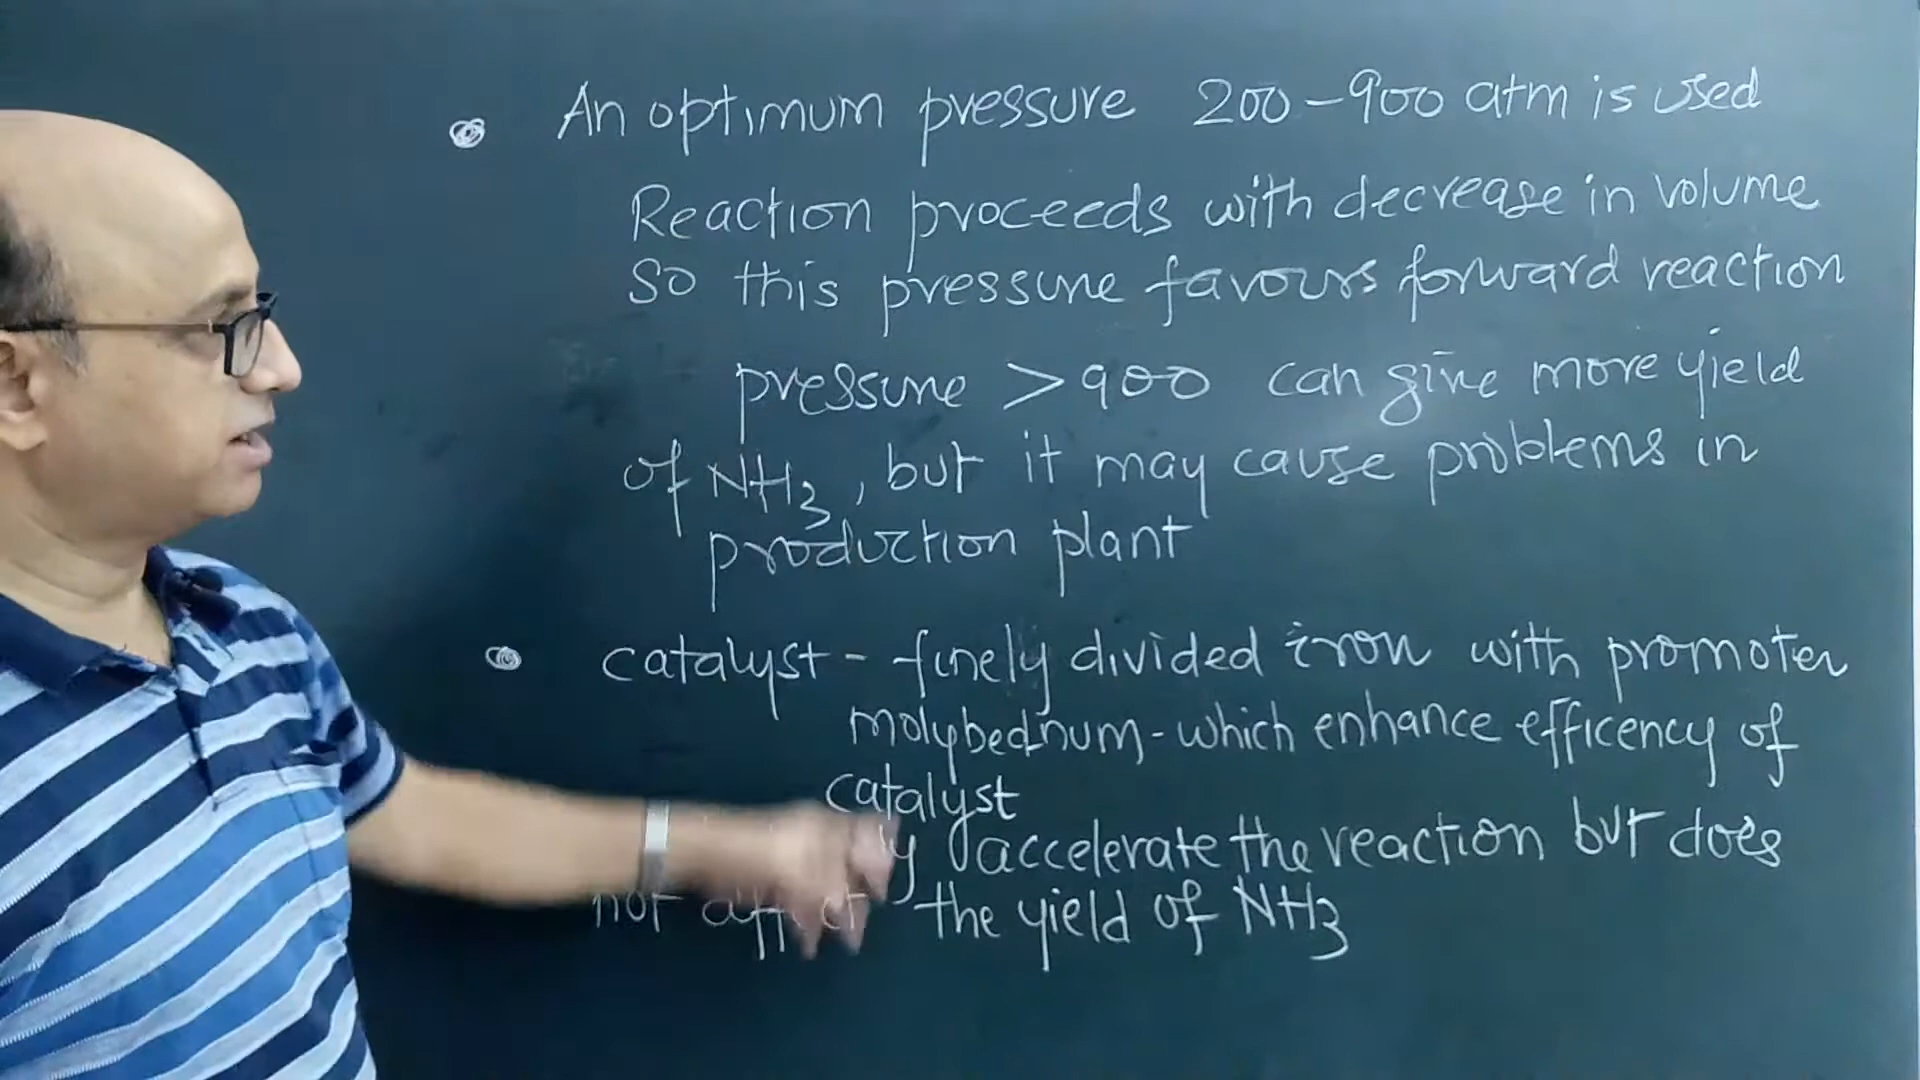 An optimum pressure 200-900 atm is used
Reaction proceeds with decrease in volume
So this pressure favours forward reaction
pressure > 900 can give more yield
of NH3, but it may cause problems in
production plant
catalyst - finely divided iron with promoter
molybednum - which enhance efficency of
catalyst
accelerate the reaction but does
not affect the yield of NH3